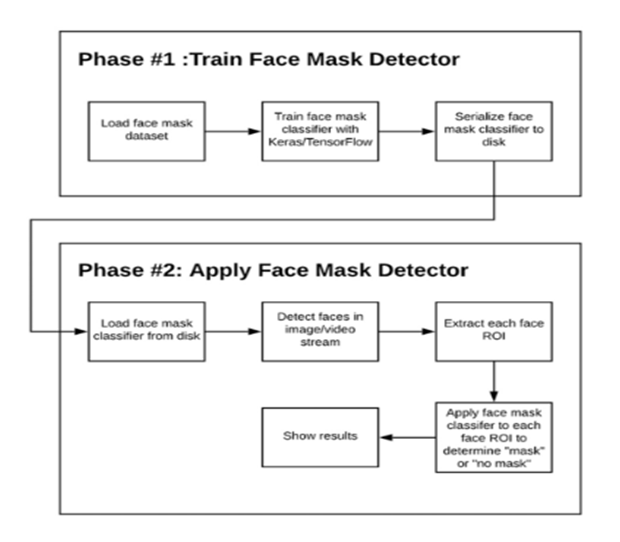 Phase #1 :Train Face Mask Detector
Load face mask
dataset
Train face mask
classifier with
Keras/TensorFlow
Serialize face
mask classifier to
disk
Phase #2: Apply Face Mask Detector
Load face mask
classifier from disk
Detect faces in
image/video
stream
Extract each face
ROI
Apply face mask
classifer to each
face ROI to
determine "mask"
or "no mask"
Show results